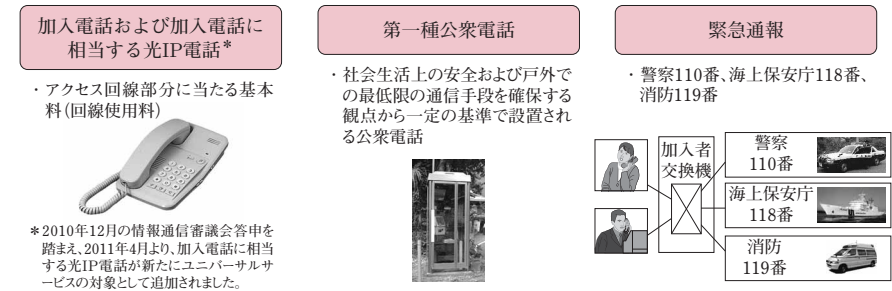 加入電話および加入電話に
相当する光IP電話*
・アクセス回線部分に当たる基本
料(回線使用料)
*2010年12月の情報通信審議会答申を
踏まえ、2011年4月より、加入電話に相当
する光IP電話が新たにユニバーサルサ
ービスの対象として追加されました。
第一種公衆電話
・社会生活上の安全および戸外で
の最低限の通信手段を確保する
観点から一定の基準で設置され
る公衆電話
緊急通報
・警察110番、海上保安庁118番、
消防119番
加入者
交換機
警察
110番
海上保安庁
118番
消防
119番